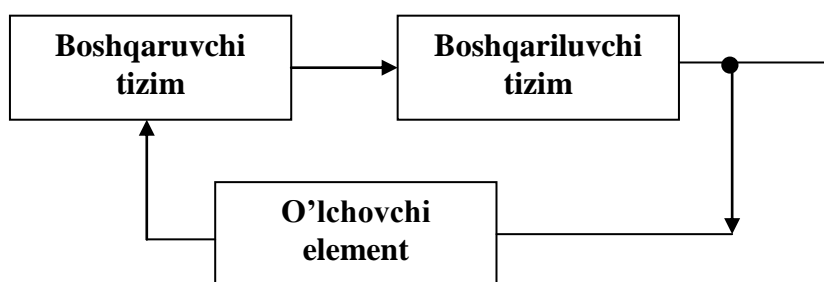 Boshqaruvchi
tizim
Boshqariluvchi
tizim
O’lchovchi
element